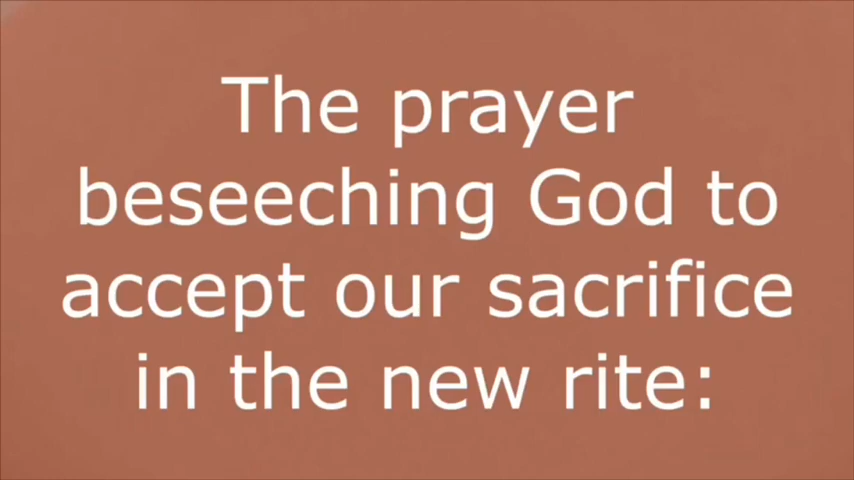 The prayer
beseeching God to
accept our sacrifice
in the new rite: